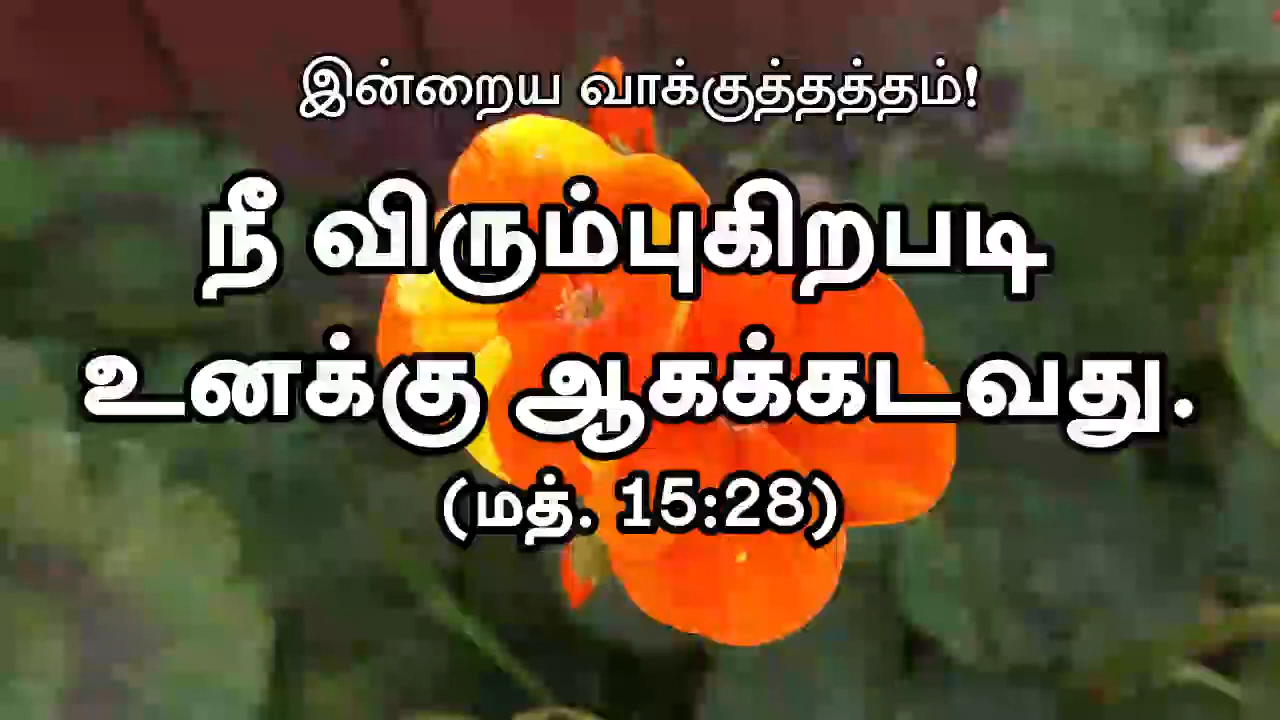 இன்றைய வாக்குத்தத்தம்!
நீ விரும்புகிறபடி
உனக்கு ஆகக்கடவது.
(மத். 15:28)